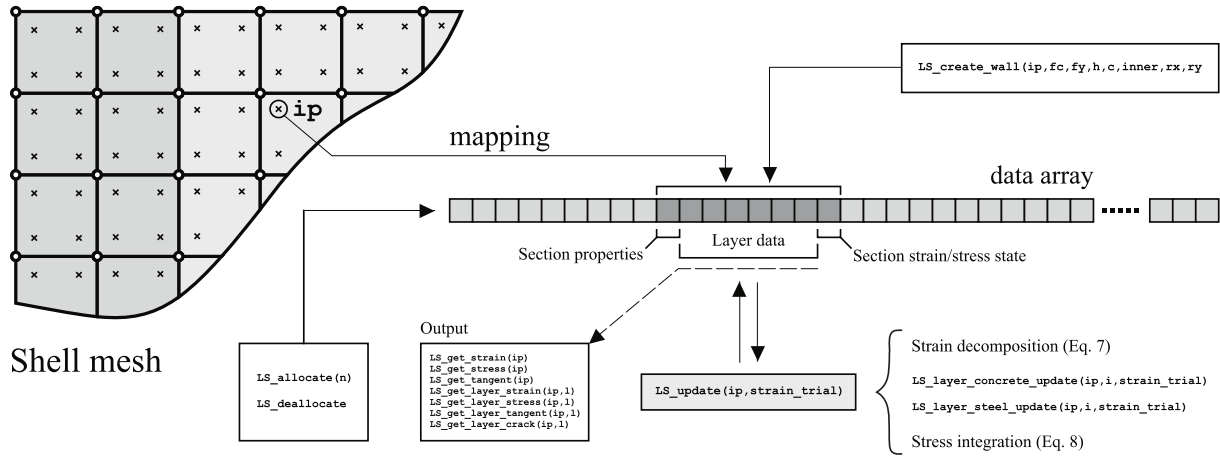 ip
mapping
LS_create_wall(ip,fc,fy,h,c,inner,rx,ry
data array
Section properties
Layer data
Section strain/stress state
Shell mesh
LS_allocate(n)
LS_deallocate
Output
LS_get_strain(ip)
LS_get_stress(ip)
LS_get_tangent(ip)
LS_get_layer_strain(ip,l)
LS_get_layer_stress(ip,l)
LS_get_layer_tangent(ip,l)
LS_get_layer_crack(ip,l)
LS_update(ip,strain_trial)
Strain decomposition (Eq. 7)
LS_layer_concrete_update(ip,i,strain_trial)
LS_layer_steel_update(ip,i,strain_trial)
Stress integration (Eq. 8)